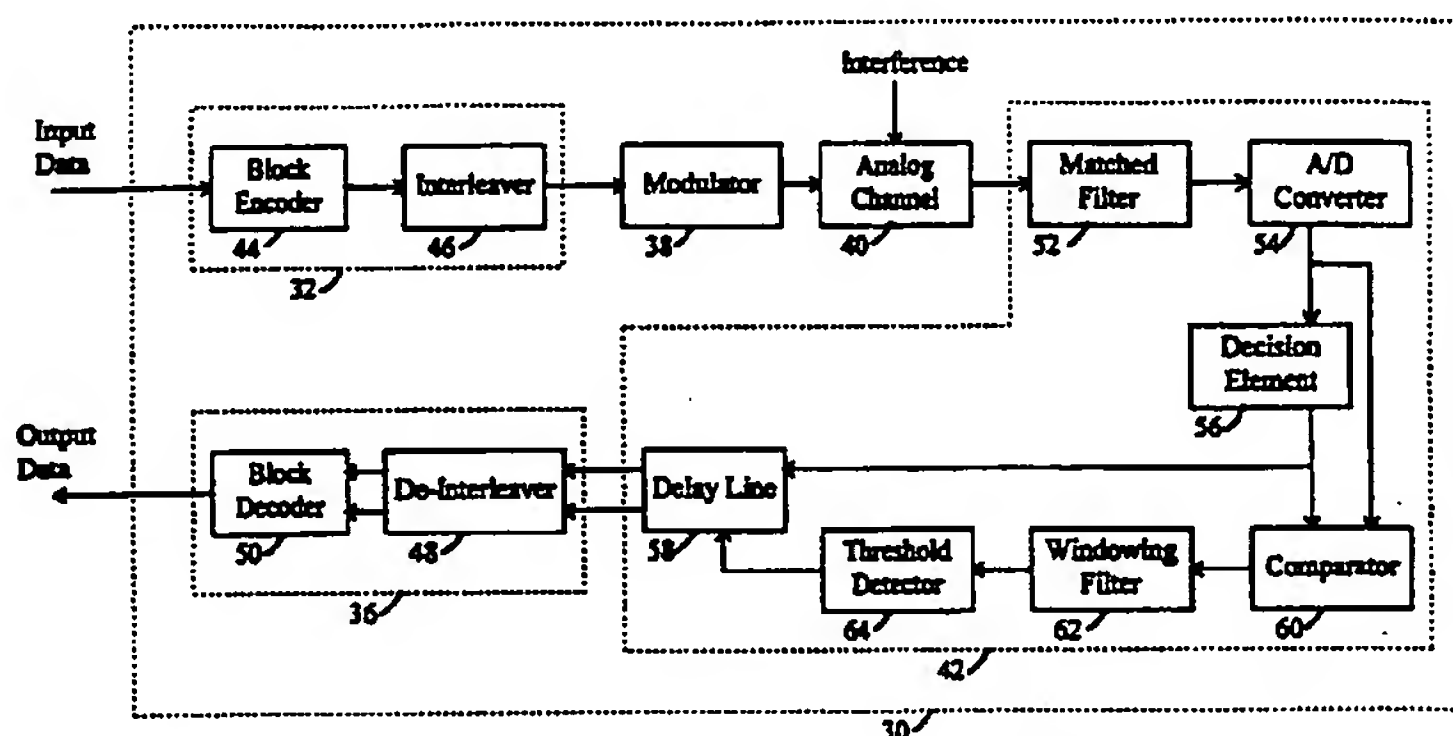 Interference
Input
Data
Block
Encoder
44
Interleaver
46
32
Modulator
38
Analog
Channel
40
Matched
Filter
52
A/D
Converter
54
Decision
Element
56
Output
Data
Block
Decoder
50
De-Interleaver
48
36
Delay Line
58
Threshold
Detector
64
Windowing
Filter
62
Comparator
60
42
30